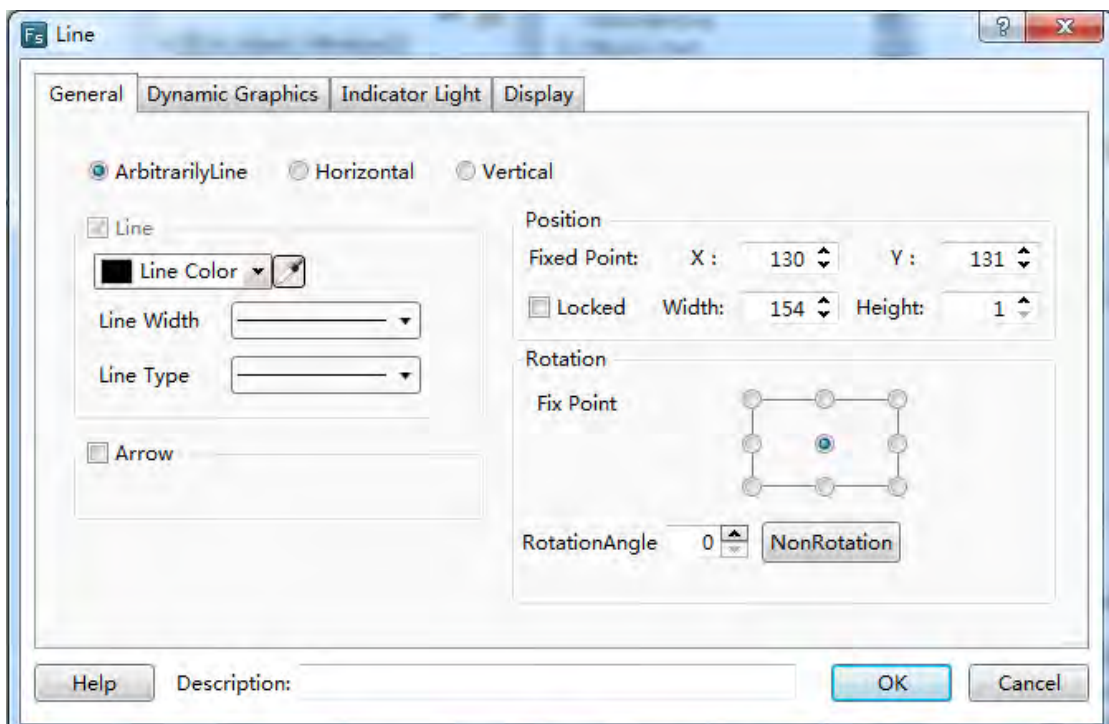 Fs Line
General Dynamic Graphics Indicator Light Display
ArbitrarilyLine Horizontal Vertical
Line
Line Color
Line Width
Line Type
Arrow
Position
Fixed Point: X : 130 Y : 131
Locked Width: 154 Height: 1
Rotation
Fix Point
RotationAngle 0 NonRotation
Help Description: OK Cancel